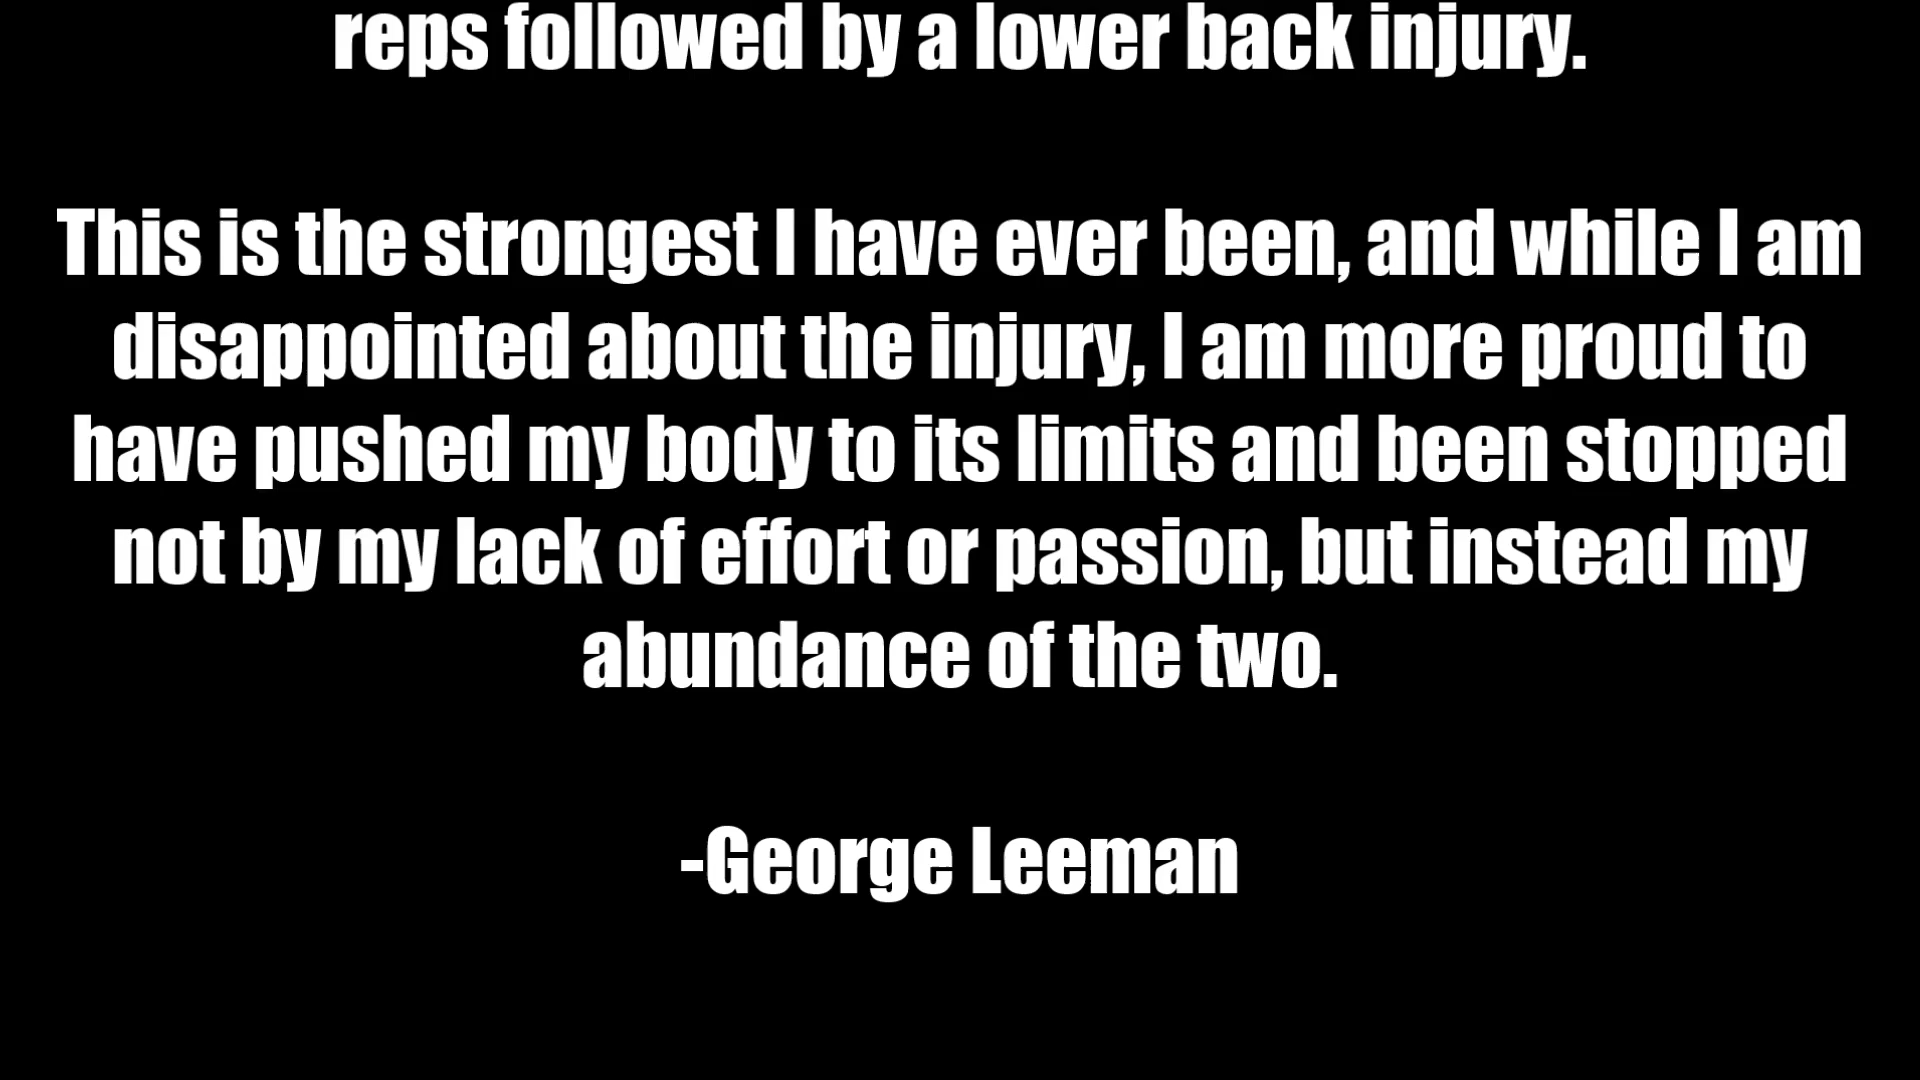 reps followed by a lower back injury.
This is the strongest I have ever been, and while I am
disappointed about the injury, I am more proud to
have pushed my body to its limits and been stopped
not by my lack of effort or passion, but instead my
abundance of the two.
-George Leeman